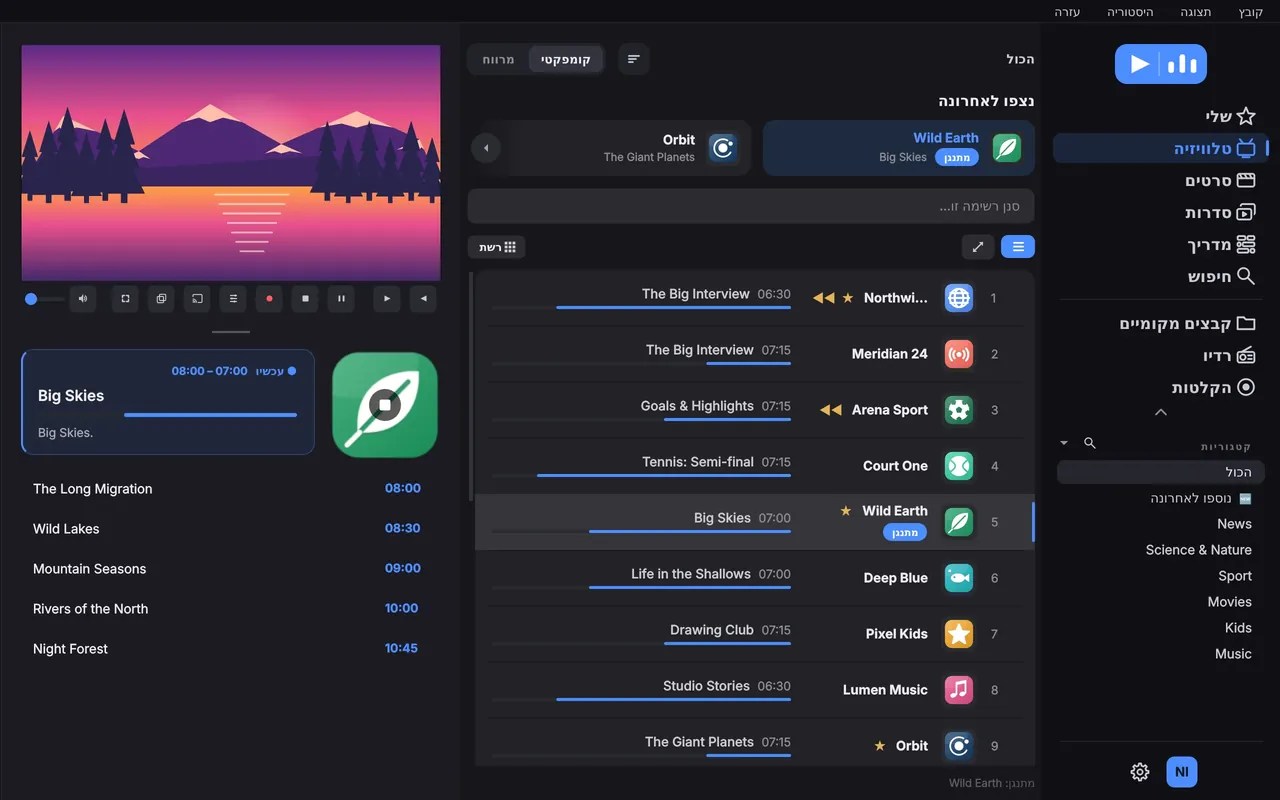 קובץ תצוגה היסטוריה עזרה
שלי
טלוויזיה
סרטים
סדרות
מדריך
חיפוש
קבצים מקומיים
רדיו
הקלטות
קטגוריות
הכול
🆕 נוספו לאחרונה
News
Science & Nature
Sport
Movies
Kids
Music
NI
הכול
קומפקטי מרווח
נצפו לאחרונה
Wild Earth
מתנגן Big Skies
Orbit
The Giant Planets
סנן רשימה זו...
רשת
1 Northwi... 06:30 The Big Interview
2 Meridian 24 07:15 The Big Interview
3 Arena Sport 07:15 Goals & Highlights
4 Court One 07:15 Tennis: Semi-final
5 Wild Earth מתנגן 07:00 Big Skies
6 Deep Blue 07:00 Life in the Shallows
7 Pixel Kids 07:15 Drawing Club
8 Lumen Music 06:30 Studio Stories
9 Orbit 07:15 The Giant Planets
מתנגן: Wild Earth
עכשיו 07:00 – 08:00
Big Skies
Big Skies.
08:00 The Long Migration
08:30 Wild Lakes
09:00 Mountain Seasons
10:00 Rivers of the North
10:45 Night Forest